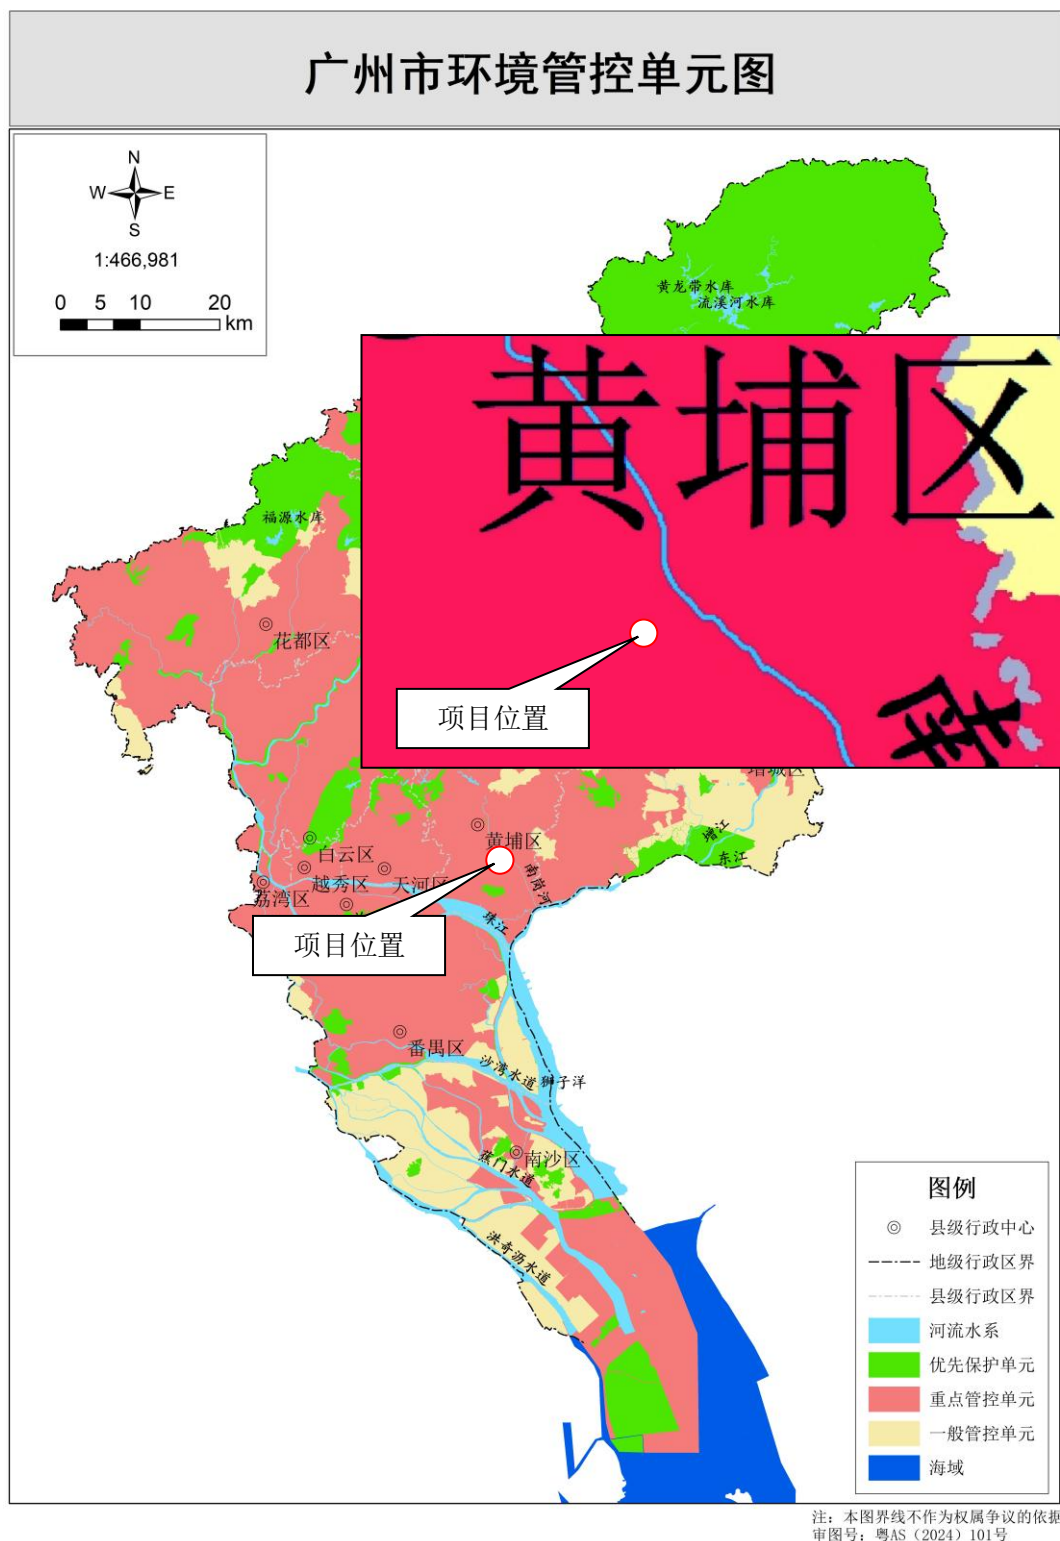 广州市环境管控单元图
N
W E
S
1:466,981
0 5 10 20
km
黄龙带水库
流溪河水库
黄埔区
南
项目位置
福源水库
花都区
增城区
增江
东江
黄埔区
南岗河
白云区
越秀区
天河区
荔湾区
珠江
项目位置
番禺区
沙湾水道
狮子洋
南沙区
蕉门水道
洪奇沥水道
图例
县级行政中心
地级行政区界
县级行政区界
河流水系
优先保护单元
重点管控单元
一般管控单元
海域
注：本图界线不作为权属争议的依据
审图号：粤AS（2024）101号